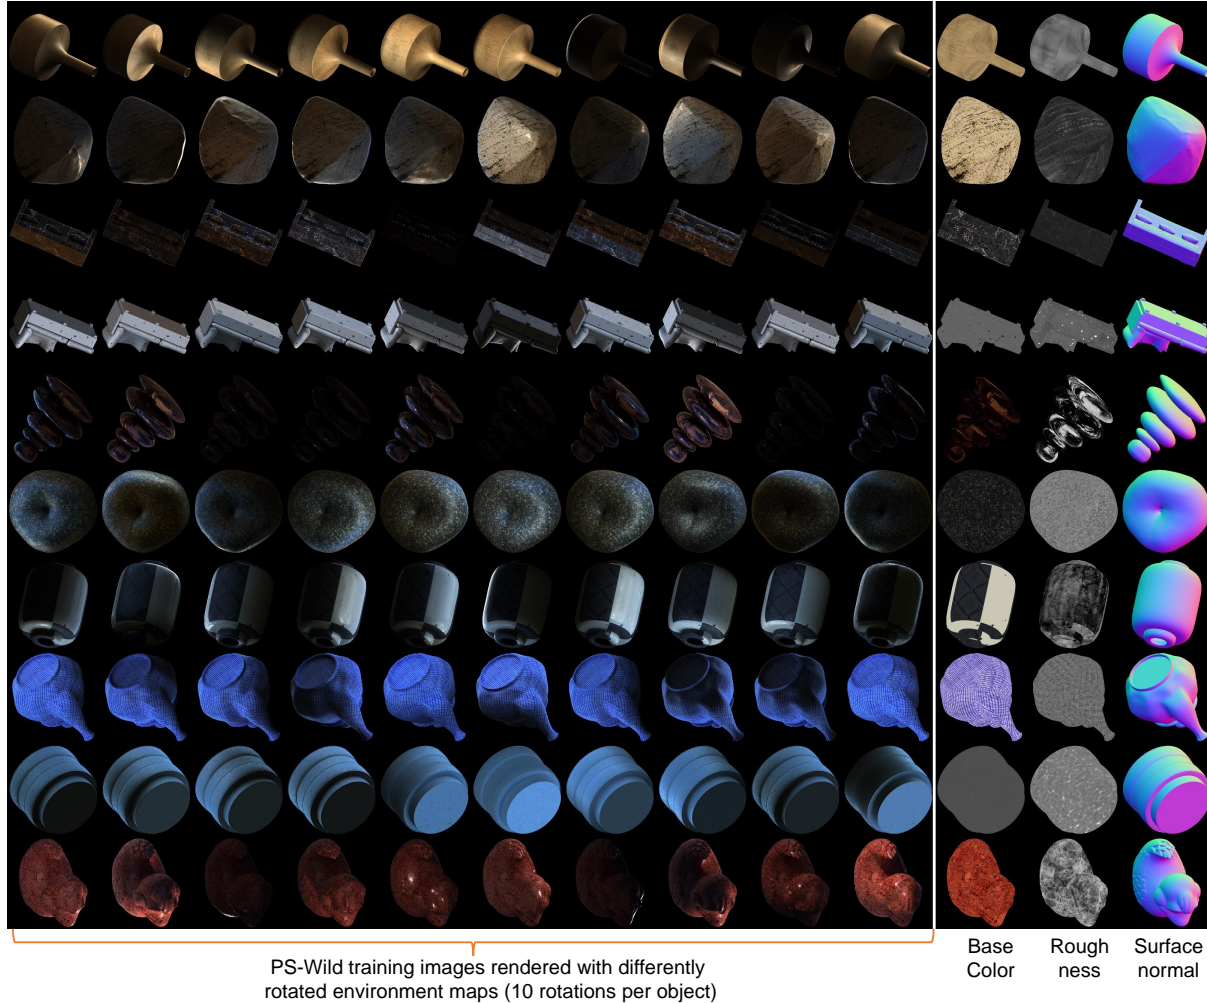 PS-Wild training images rendered with differently
rotated environment maps (10 rotations per object)
Base
Color
Rough
ness
Surface
normal